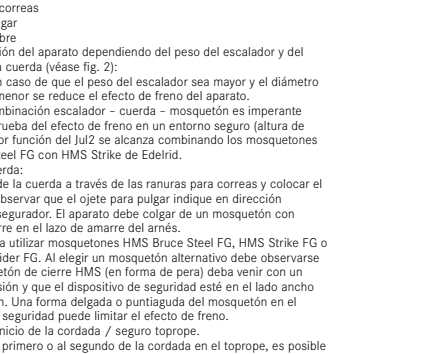 correas
gar
bre
ión del aparato dependiendo del peso del escalador y del
cuerda (véase fig. 2):
caso de que el peso del escalador sea mayor y el diámetro
menor se reduce el efecto de freno del aparato.
mbinación escalador – cuerda – mosquetón es imperante
rueba del efecto de freno en un entorno seguro (altura de
or función del Jul2 se alcanza combinando los mosquetones
teel FG con HMS Strike de Edelrid.
erda:
de la cuerda a través de las ranuras para correas y colocar el
bservar que el ojete para pulgar indique en dirección
segurador. El aparato debe colgar de un mosquetón con
rre en el lazo de amarre del arnés.
a utilizar mosquetones HMS Bruce Steel FG, HMS Strike FG o
ider FG. Al elegir un mosquetón alternativo debe observarse
etón de cierre HMS (en forma de pera) deba venir con un
sión y que el dispositivo de seguridad esté en el lado ancho
n. Una forma delgada o puntiaguda del mosquetón en el
seguridad puede limitar el efecto de freno.
nicio de la cordada / seguro toprope.
primero o al segundo de la cordada en el toprope, es posible